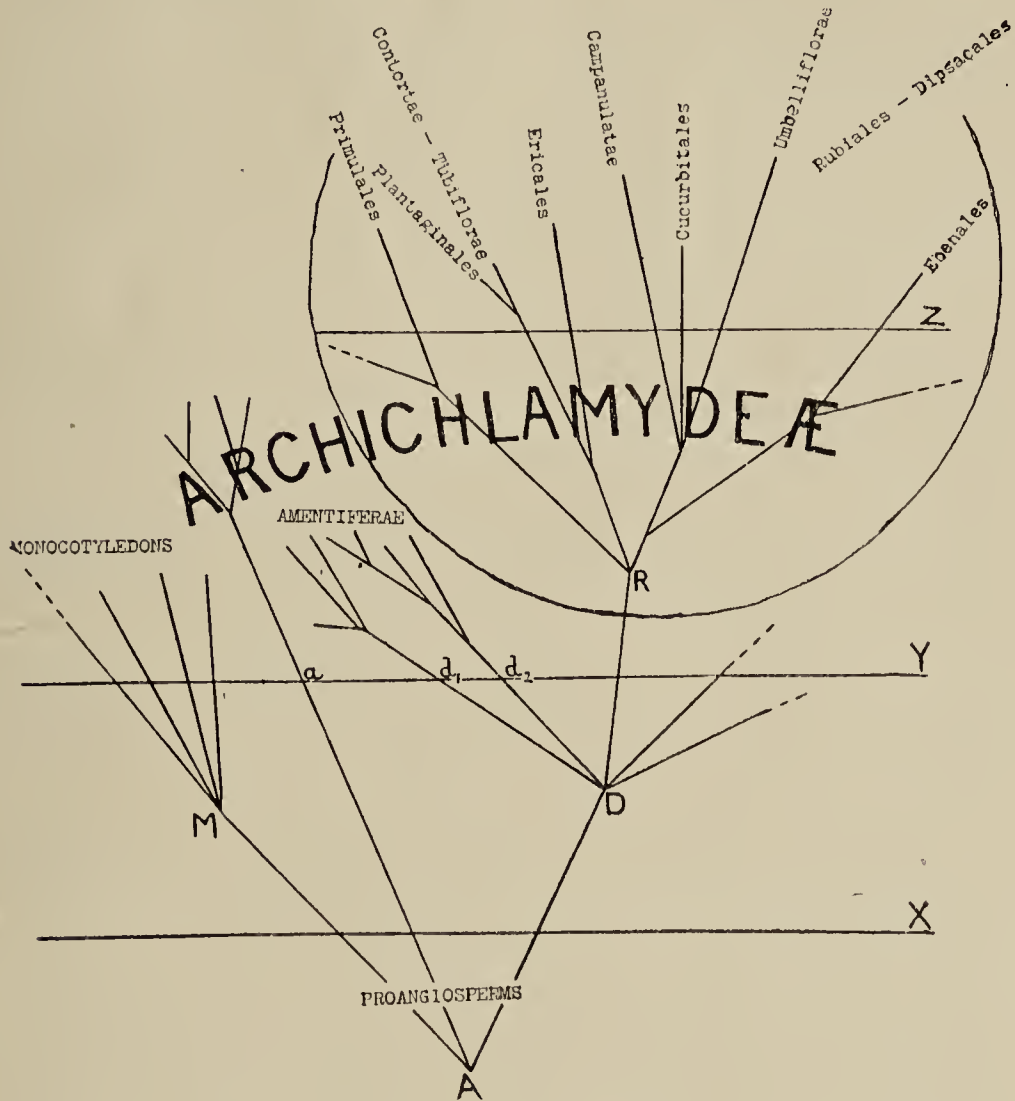 Primulales
Contortae - Tubiflorae
Plantaginales
Ericales
Campanulatae
Cucurbitales
Umbelliflorae
Rubiales - Dipsacales
Ebenales
Z
ARCHICHLAMYDEÆ
AMENTIFERAE
MONOCOTYLEDONS
R
a
d1
d2
Y
D
M
X
PROANGIOSPERMS
A